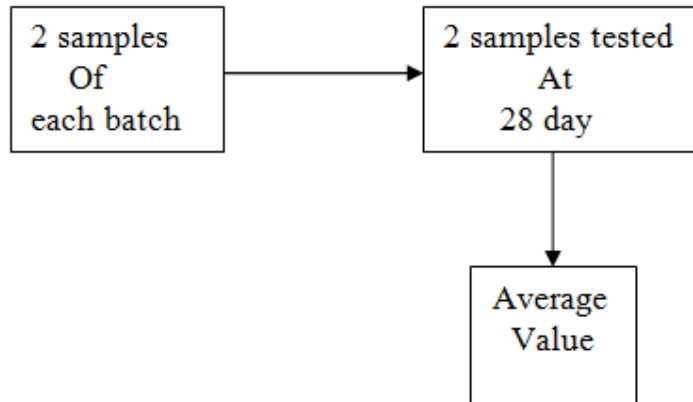 2 samples
Of
each batch
2 samples tested
At
28 day
Average
Value